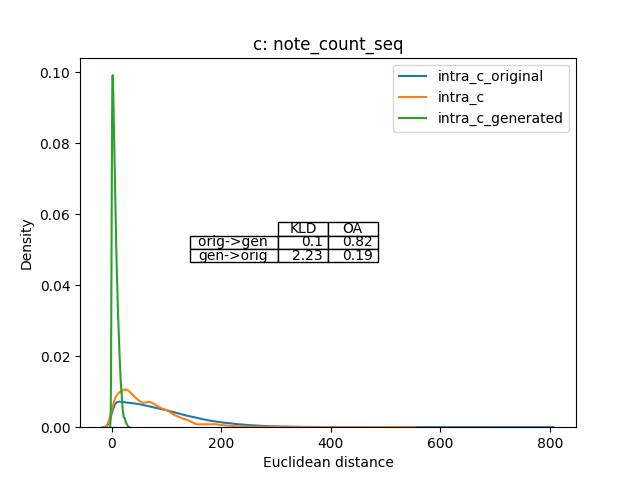 c: note_count_seq
intra_c_original
intra_c
intra_c_generated
0.10
0.08
0.06
0.04
0.02
0.00
Density
KLD OA
orig->gen 0.1 0.82
gen->orig 2.23 0.19
0 200 400 600 800
Euclidean distance